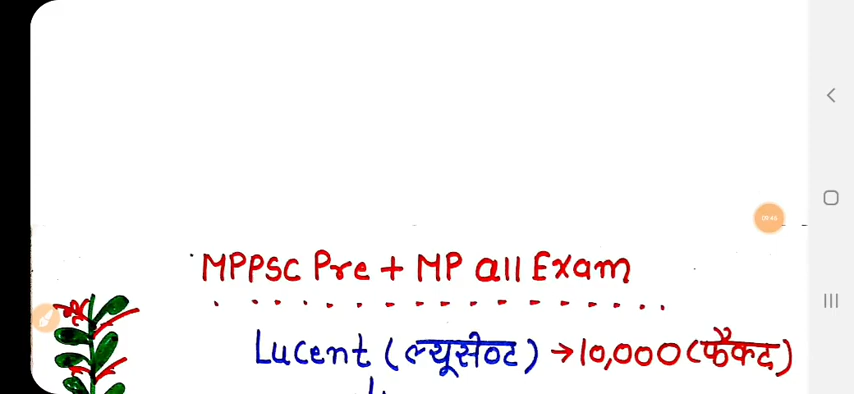 MPPSC Pre + MP all Exam
Lucent (ल्यूसेण्ट) → 10,000 (फैक्ट)